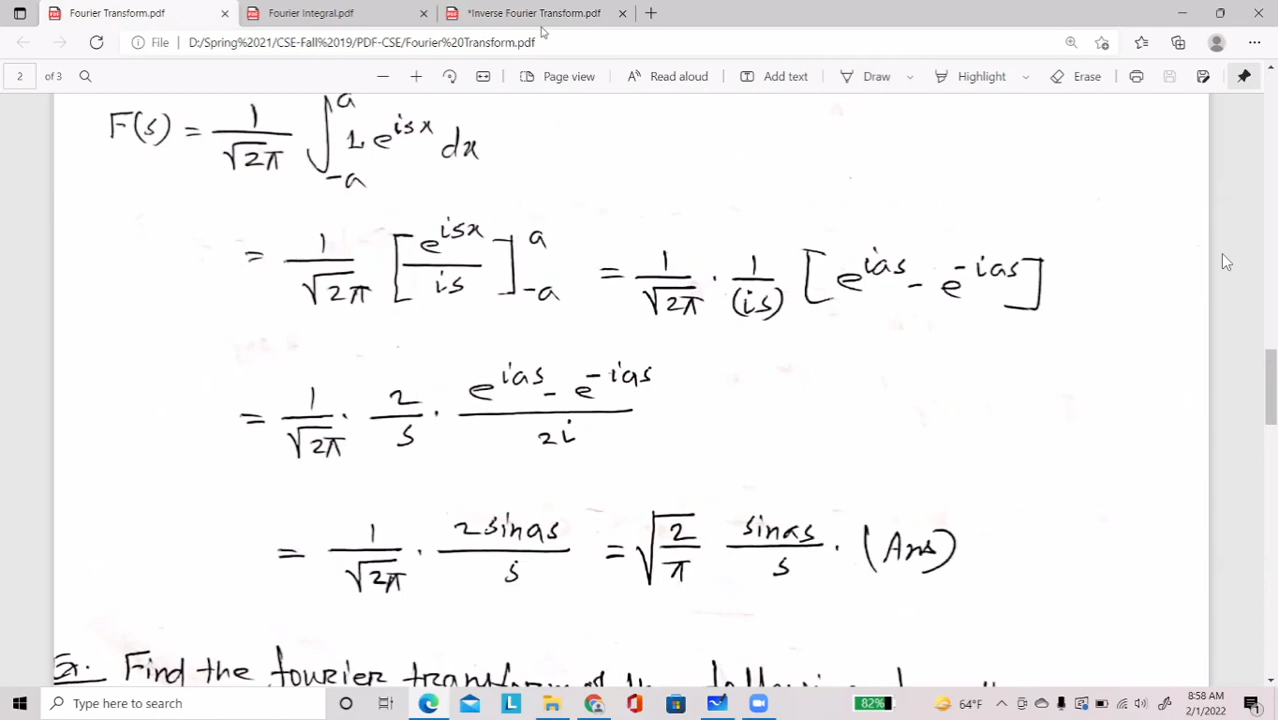 Fourier Transform.pdf
Fourier Integral.pdf
*Inverse Fourier Transform.pdf
File
D:/Spring%2021/CSE-Fall%2019/PDF-CSE/Fourier%20Transform.pdf
2 of 3
Page view
Read aloud
Add text
Draw
Highlight
Erase
F(s) = 1/√2π ∫_{-a}^{a} 1 e^{isx} dx
= 1/√2π [e^{isx}/is]_{-a}^{a} = 1/√2π · 1/(is) [e^{ias} - e^{-ias}]
= 1/√2π · 2/s · (e^{ias} - e^{-ias})/2i
= 1/√2π · 2sinas/s = √(2/π) sinas/s · (Ans)
Ex. Find the fourier transform of the following
Type here to search
82%
64°F
8:58 AM
2/1/2022